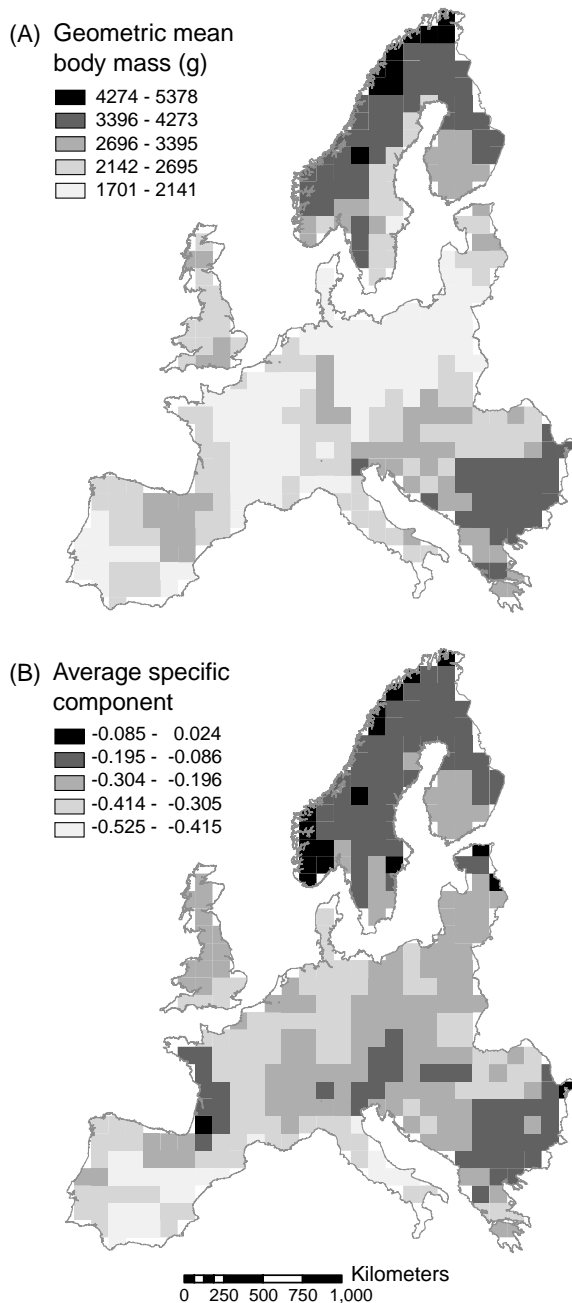 (A) Geometric mean
body mass (g)
4274 - 5378
3396 - 4273
2696 - 3395
2142 - 2695
1701 - 2141
(B) Average specific
component
-0.085 - 0.024
-0.195 - -0.086
-0.304 - -0.196
-0.414 - -0.305
-0.525 - -0.415
Kilometers
0 250 500 750 1,000